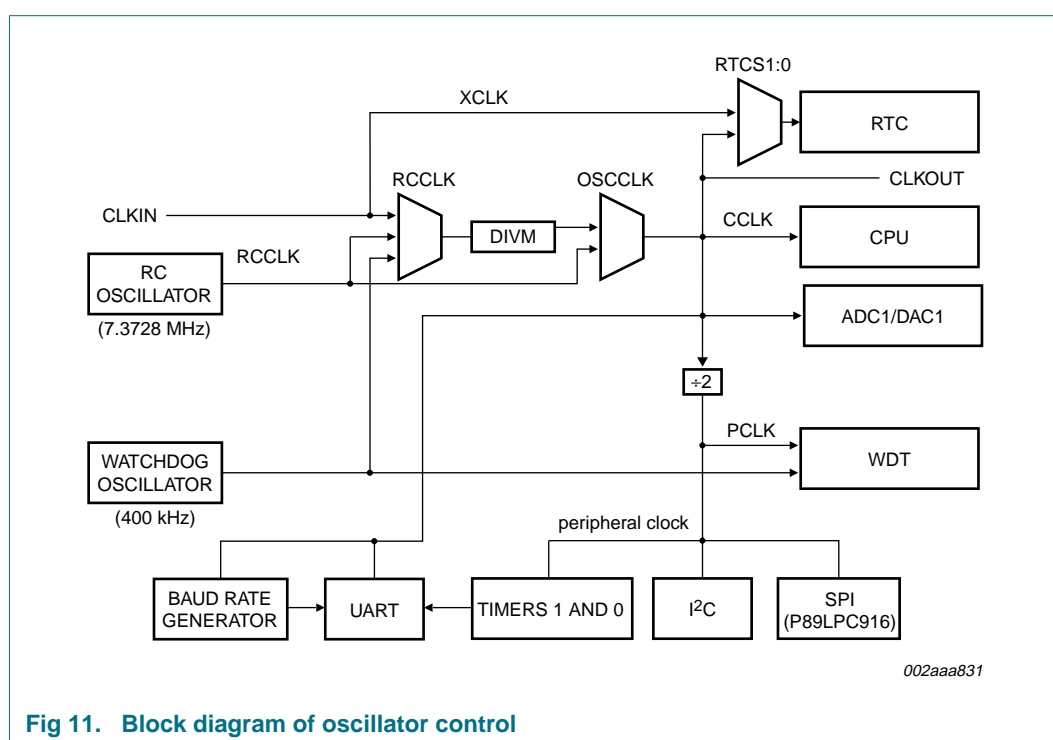 RTCS1:0
XCLK
RTC
RCCLK
OSCCLK
CLKOUT
CLKIN
DIVM
CCLK
CPU
RCCLK
RC
OSCILLATOR
(7.3728 MHz)
ADC1/DAC1
÷2
PCLK
WDT
WATCHDOG
OSCILLATOR
(400 kHz)
peripheral clock
BAUD RATE
GENERATOR
UART
TIMERS 1 AND 0
I²C
SPI
(P89LPC916)
002aaa831
Fig 11. Block diagram of oscillator control